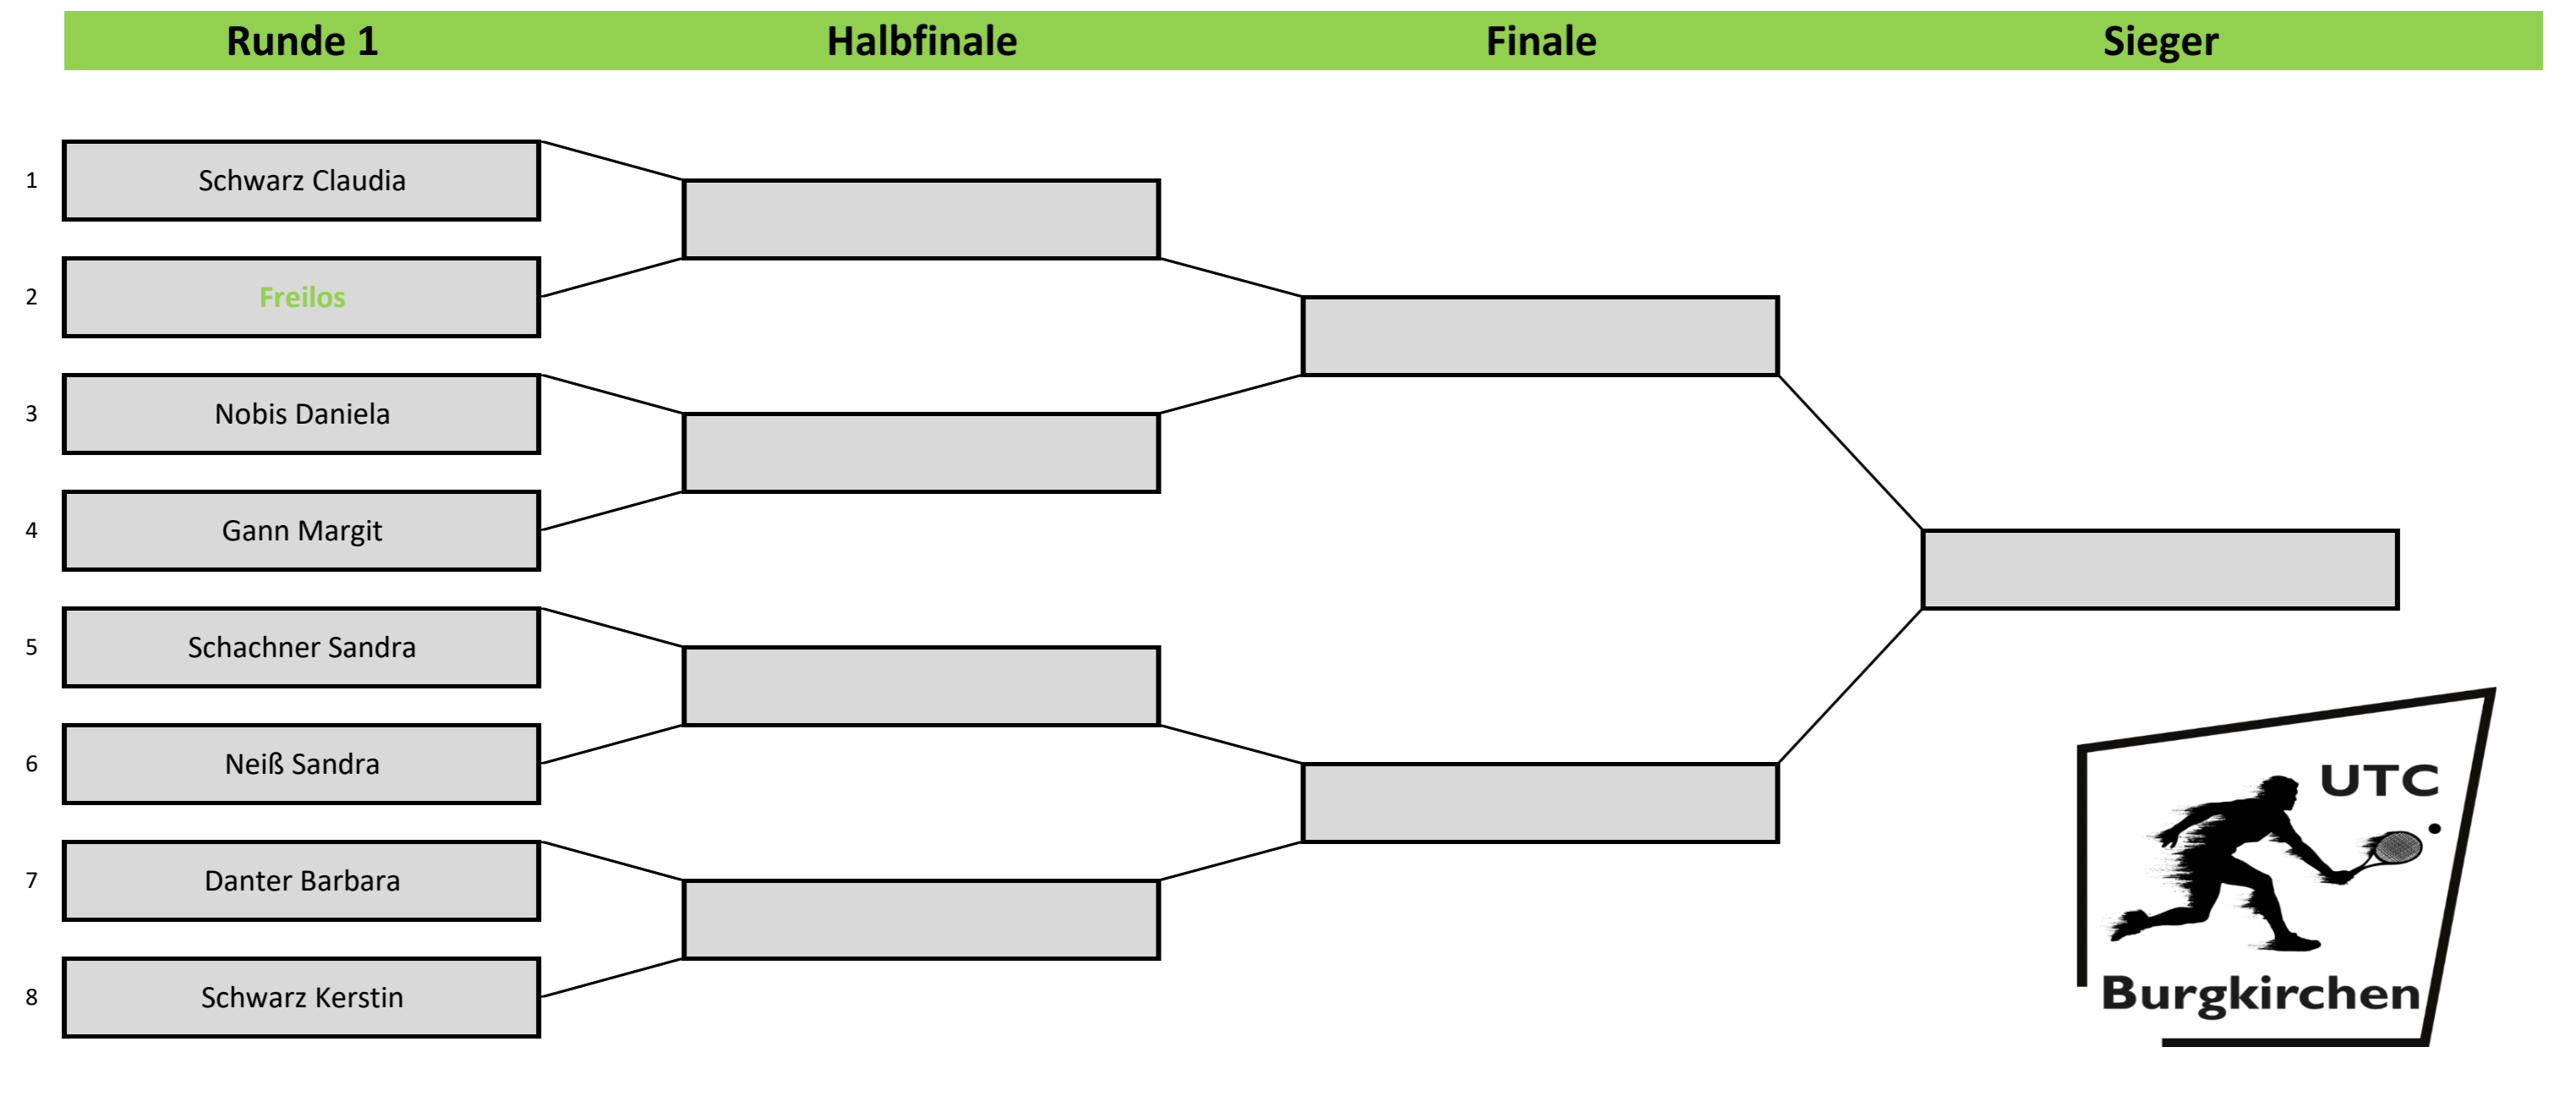 Runde 1 Halbfinale Finale Sieger
1 Schwarz Claudia
2 Freilos
3 Nobis Daniela
4 Gann Margit
5 Schachner Sandra
6 Neiß Sandra
7 Danter Barbara
8 Schwarz Kerstin
UTC
Burgkirchen